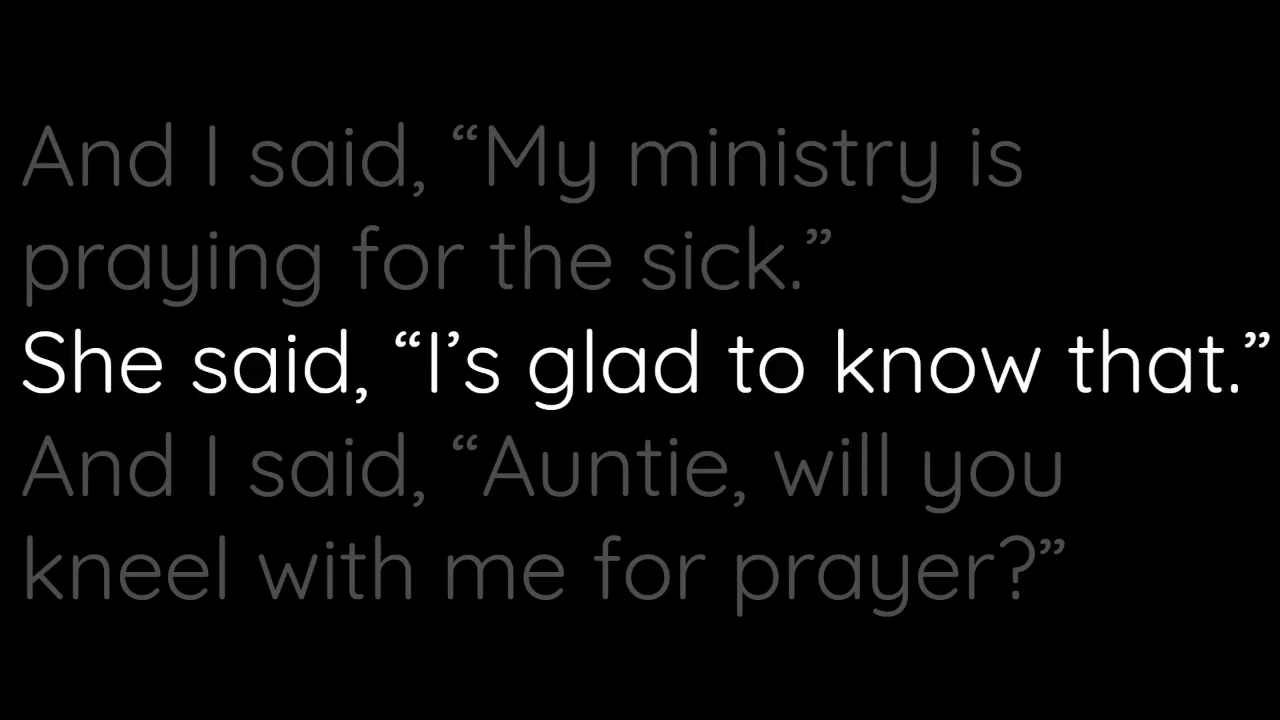 And I said, “My ministry is
praying for the sick.”
She said, “I’s glad to know that.”
And I said, “Auntie, will you
kneel with me for prayer?”